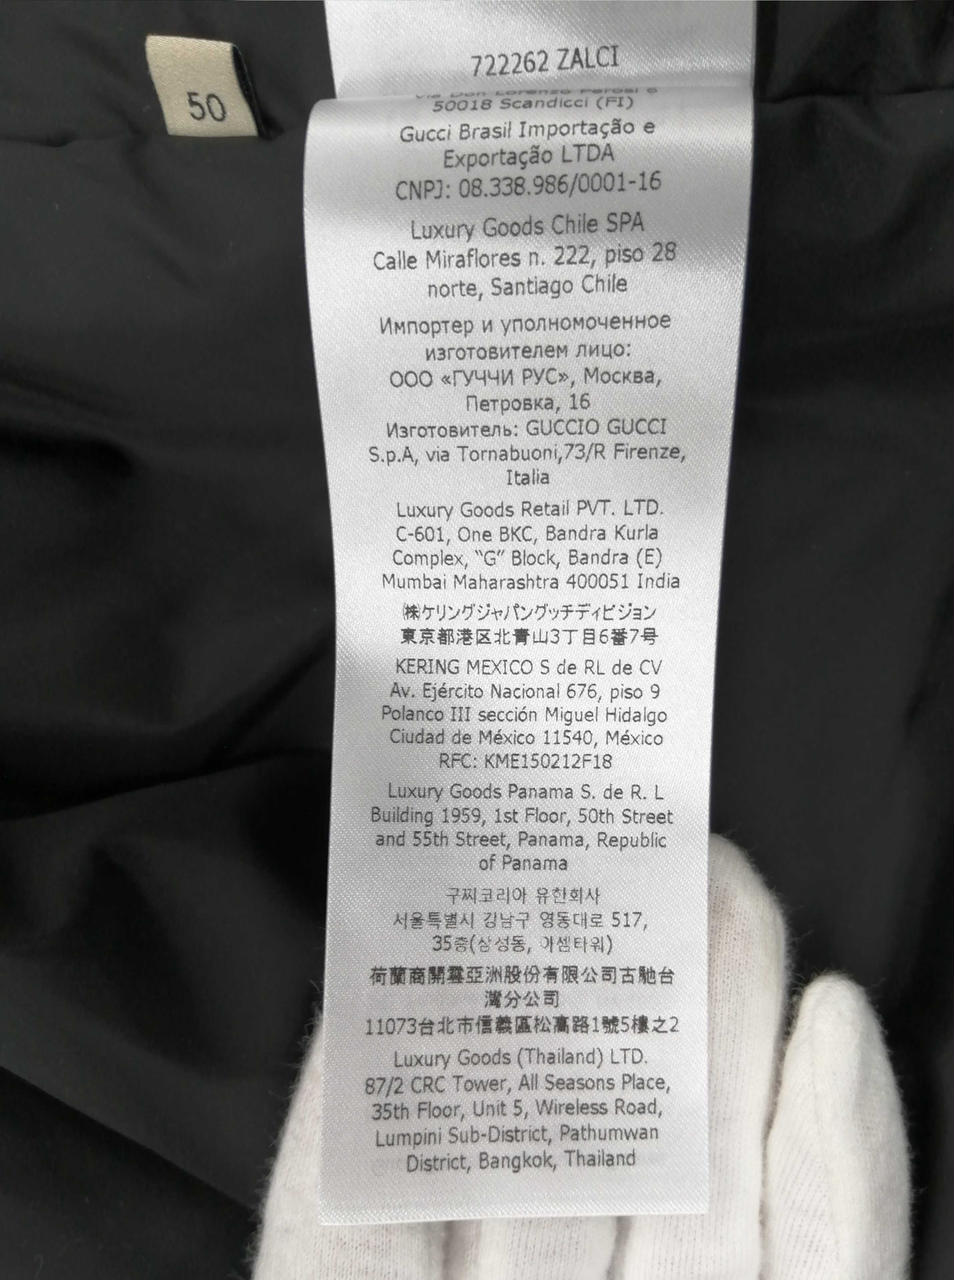 722262 ZALCI
50
Via Don Lorenzo Perosi 6
50018 Scandicci (FI)
Gucci Brasil Importação e
Exportação LTDA
CNPJ: 08.338.986/0001-16
Luxury Goods Chile SPA
Calle Miraflores n. 222, piso 28
norte, Santiago Chile
Импортер и уполномоченное
изготовителем лицо:
ООО «ГУЧЧИ РУС», Москва,
Петровка, 16
Изготовитель: GUCCIO GUCCI
S.p.A, via Tornabuoni,73/R Firenze,
Italia
Luxury Goods Retail PVT. LTD.
C-601, One BKC, Bandra Kurla
Complex, “G” Block, Bandra (E)
Mumbai Maharashtra 400051 India
㈱ケリングジャパングッチディビジョン
東京都港区北青山3丁目6番7号
KERING MEXICO S de RL de CV
Av. Ejército Nacional 676, piso 9
Polanco III sección Miguel Hidalgo
Ciudad de México 11540, México
RFC: KME150212F18
Luxury Goods Panama S. de R. L
Building 1959, 1st Floor, 50th Street
and 55th Street, Panama, Republic
of Panama
구찌코리아 유한회사
서울특별시 강남구 영동대로 517,
35층(삼성동, 아셈타워)
荷蘭商開雲亞洲股份有限公司古馳台
灣分公司
11073台北市信義區松高路1號5樓之2
Luxury Goods (Thailand) LTD.
87/2 CRC Tower, All Seasons Place,
35th Floor, Unit 5, Wireless Road,
Lumpini Sub-District, Pathumwan
District, Bangkok, Thailand